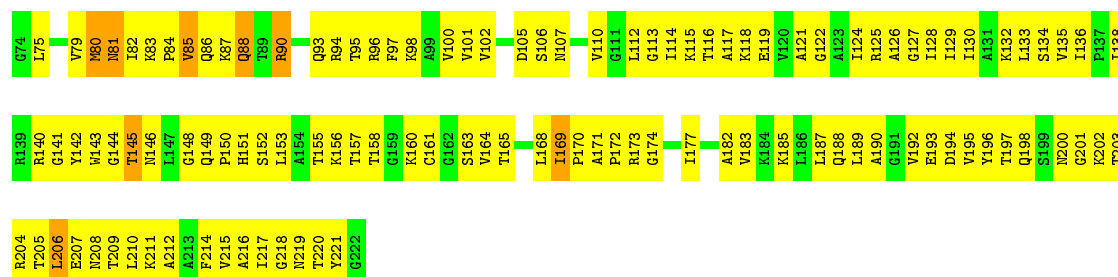 G74 L75 V79 M80 N81 I82 K83 P84 V85 Q86 K87 Q88 T89 R90 Q93 R94 T95 R96 F97 K98 A99 V100 V101 V102 D105 S106 N107 V110 G111 L112 G113 I114 K115 T116 A117 K118 E119 V120 A121 G122 A123 I124 R125 A126 G127 I128 I129 I130 A131 K132 L133 S134 V135 I136 P137
R139 R140 G141 Y142 W143 G144 T145 N146 L147 G148 Q149 P150 H151 S152 L153 A154 T155 K156 T157 T158 G159 K160 C161 G162 S163 V164 T165 L168 I169 P170 A171 P172 R173 G174 I177 A182 V183 K184 K185 L186 L187 Q188 L189 A190 G191 V192 E193 D194 V195 Y196 T197 Q198 S199 N200 G201 K202
R204 T205 L206 E207 N208 T209 L210 K211 A212 A213 F214 V215 A216 I217 G218 N219 T220 Y221 G222